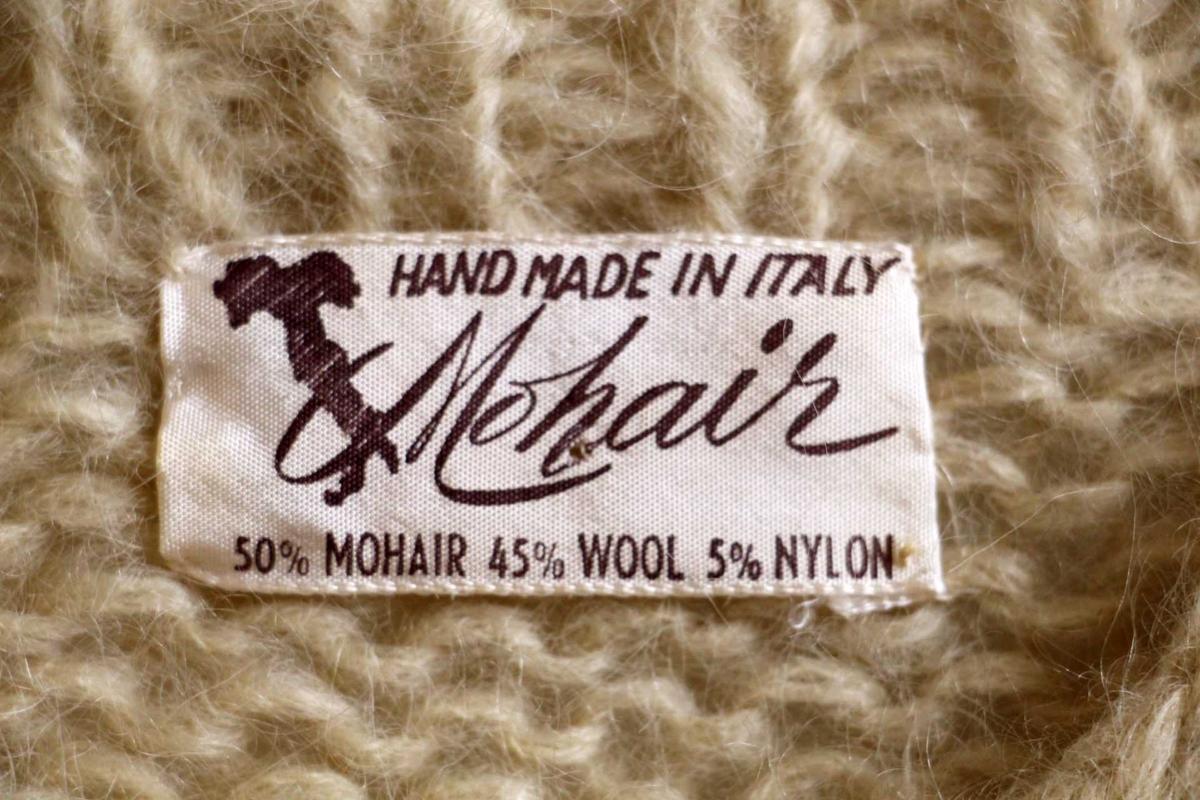 HAND MADE IN ITALY
Mohair
50% MOHAIR 45% WOOL 5% NYLON